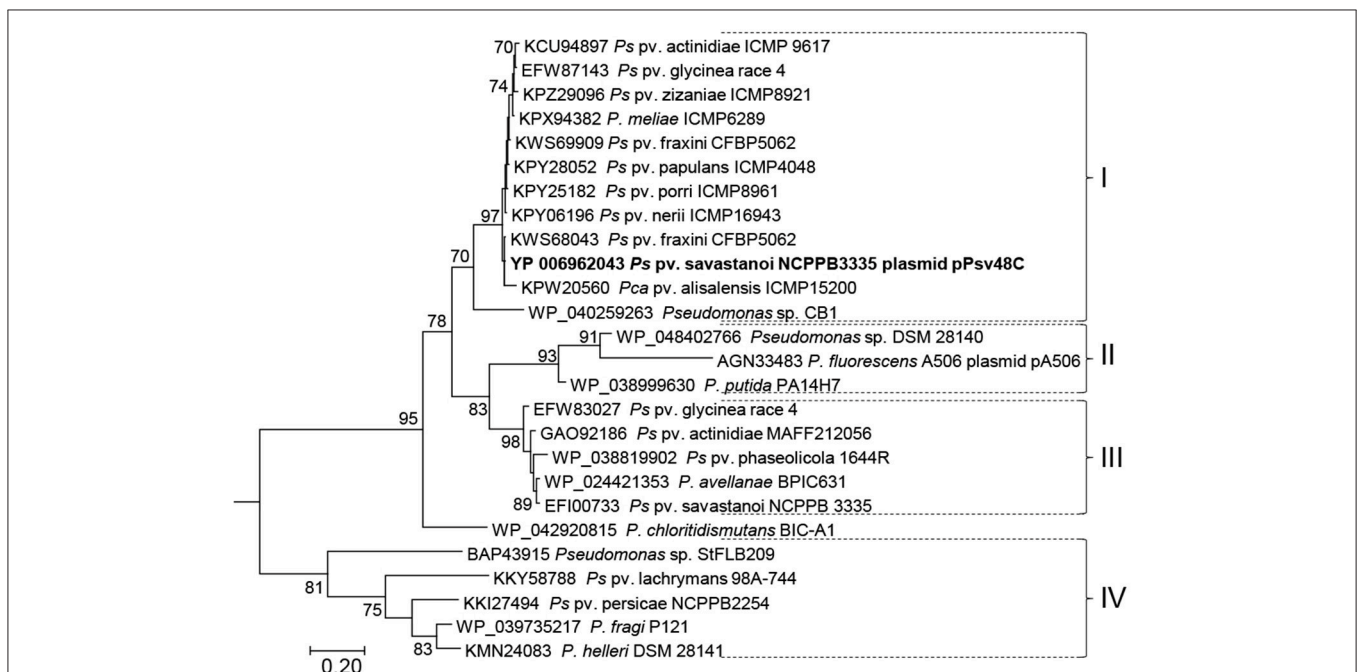 70
KCU94897 Ps pv. actinidiae ICMP 9617
EFW87143 Ps pv. glycinea race 4
74
KPZ29096 Ps pv. zizaniae ICMP8921
KPX94382 P. meliae ICMP6289
KWS69909 Ps pv. fraxini CFBP5062
KPY28052 Ps pv. papulans ICMP4048
I
KPY25182 Ps pv. porri ICMP8961
97
KPY06196 Ps pv. nerii ICMP16943
KWS68043 Ps pv. fraxini CFBP5062
70
YP 006962043 Ps pv. savastanoi NCPPB3335 plasmid pPsv48C
KPW20560 Pca pv. alisalensis ICMP15200
WP_040259263 Pseudomonas sp. CB1
78
91
WP_048402766 Pseudomonas sp. DSM 28140
93
AGN33483 P. fluorescens A506 plasmid pA506
II
WP_038999630 P. putida PA14H7
83
EFW83027 Ps pv. glycinea race 4
95
98
GAO92186 Ps pv. actinidiae MAFF212056
WP_038819902 Ps pv. phaseolicola 1644R
III
WP_024421353 P. avellanae BPIC631
89
EFI00733 Ps pv. savastanoi NCPPB 3335
WP_042920815 P. chloritidismutans BIC-A1
BAP43915 Pseudomonas sp. StFLB209
81
KKY58788 Ps pv. lachrymans 98A-744
75
KKI27494 Ps pv. persicae NCPPB2254
IV
WP_039735217 P. fragi P121
83
KMN24083 P. helleri DSM 28141
0.20